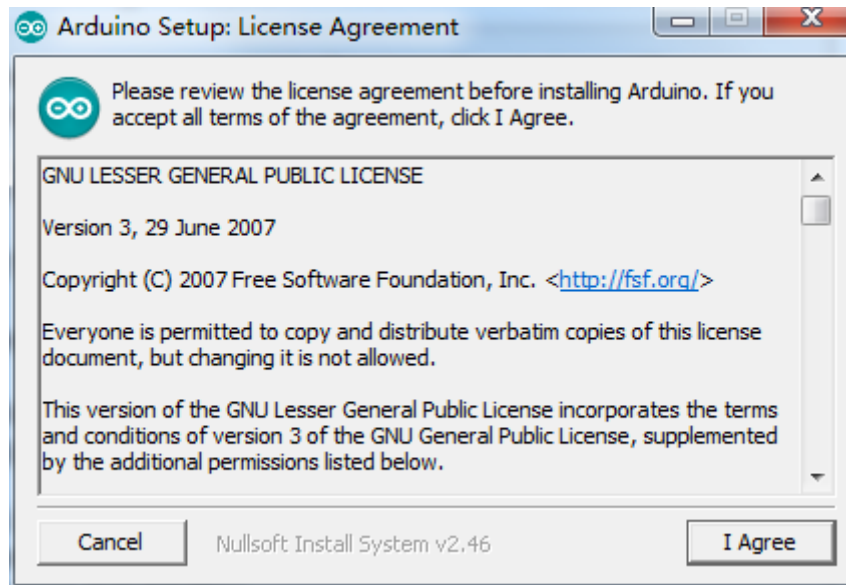 Arduino Setup: License Agreement
Please review the license agreement before installing Arduino. If you
accept all terms of the agreement, click I Agree.
GNU LESSER GENERAL PUBLIC LICENSE
Version 3, 29 June 2007
Copyright (C) 2007 Free Software Foundation, Inc. <http://fsf.org/>
Everyone is permitted to copy and distribute verbatim copies of this license
document, but changing it is not allowed.
This version of the GNU Lesser General Public License incorporates the terms
and conditions of version 3 of the GNU General Public License, supplemented
by the additional permissions listed below.
Cancel
Nullsoft Install System v2.46
I Agree